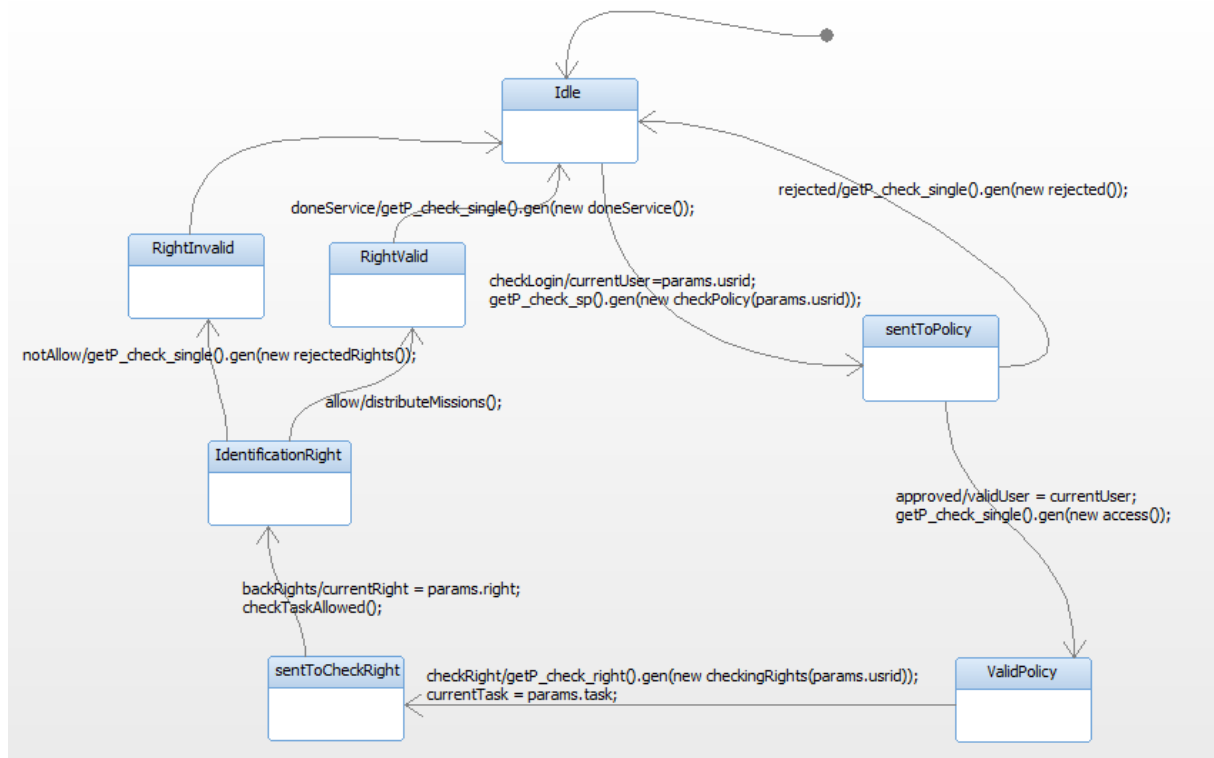 Idle
rejected/getP_check_single().gen(new rejected());
doneService/getP_check_single().gen(new doneService());
RightInvalid
RightValid
checkLogin/currentUser=params.usrid;
getP_check_sp().gen(new checkPolicy(params.usrid));
sentToPolicy
notAllow/getP_check_single().gen(new rejectedRights());
allow/distributeMissions();
IdentificationRight
approved/validUser = currentUser;
getP_check_single().gen(new access());
backRights/currentRight = params.right;
checkTaskAllowed();
sentToCheckRight
checkRight/getP_check_right().gen(new checkingRights(params.usrid));
currentTask = params.task;
ValidPolicy